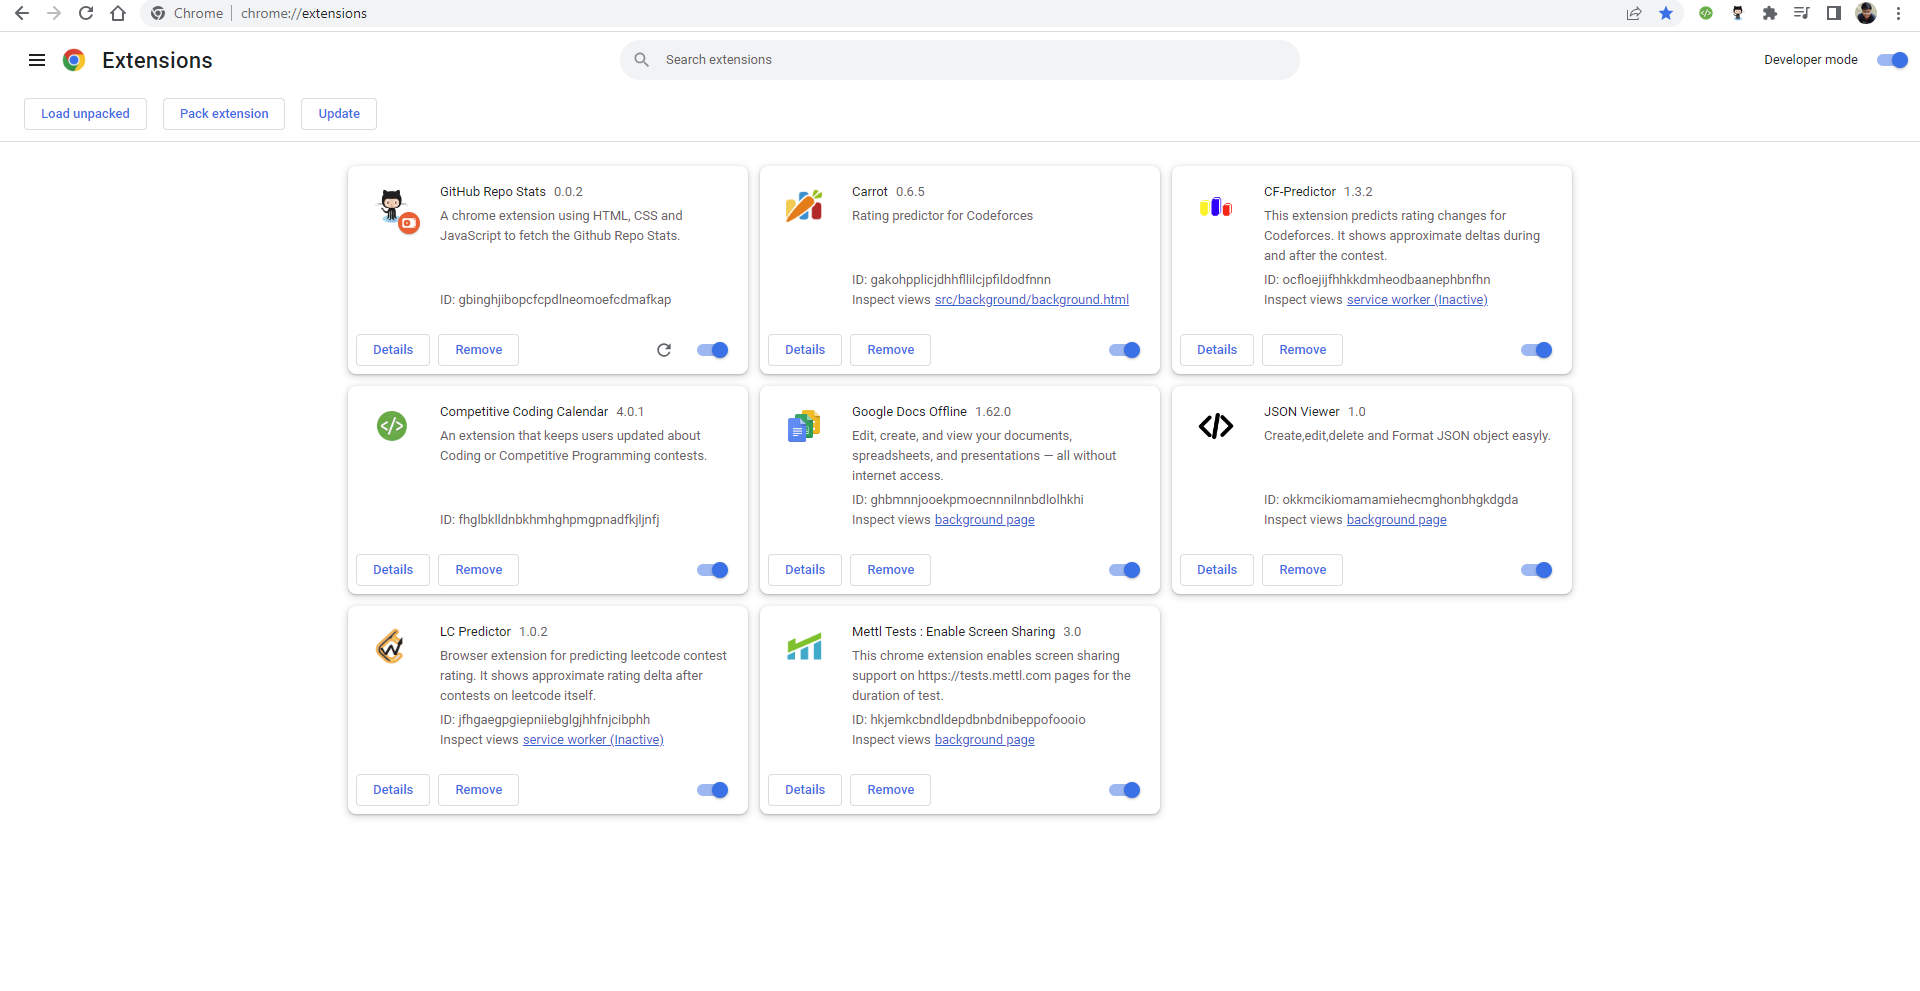 Chrome | chrome://extensions
Extensions
Search extensions
Developer mode
Load unpacked
Pack extension
Update
GitHub Repo Stats 0.0.2
A chrome extension using HTML, CSS and
JavaScript to fetch the Github Repo Stats.
ID: gbinghjibopcfcpdlneomoefcdmafkap
Details
Remove
Carrot 0.6.5
Rating predictor for Codeforces
ID: gakohpplicjdhhfllilcjpfildodfnnn
Inspect views src/background/background.html
Details
Remove
CF-Predictor 1.3.2
This extension predicts rating changes for
Codeforces. It shows approximate deltas during
and after the contest.
ID: ocfloejijfhhkkdmheodbaanephbnfhn
Inspect views service worker (Inactive)
Details
Remove
Competitive Coding Calendar 4.0.1
An extension that keeps users updated about
Coding or Competitive Programming contests.
ID: fhglbklldnbkhmhghpmgpnadfkjljnfj
Details
Remove
Google Docs Offline 1.62.0
Edit, create, and view your documents,
spreadsheets, and presentations — all without
internet access.
ID: ghbmnnjooekpmoecnnnilnnbdlolhkhi
Inspect views background page
Details
Remove
JSON Viewer 1.0
Create,edit,delete and Format JSON object easyly.
ID: okkmcikiomamamiehecmghonbhgkdgda
Inspect views background page
Details
Remove
LC Predictor 1.0.2
Browser extension for predicting leetcode contest
rating. It shows approximate rating delta after
contests on leetcode itself.
ID: jfhgaegpgiepniiebglgjhhfnjcibphh
Inspect views service worker (Inactive)
Details
Remove
Mettl Tests : Enable Screen Sharing 3.0
This chrome extension enables screen sharing
support on https://tests.mettl.com pages for the
duration of test.
ID: hkjemkcbndldepdbnbdnibeppofoooio
Inspect views background page
Details
Remove